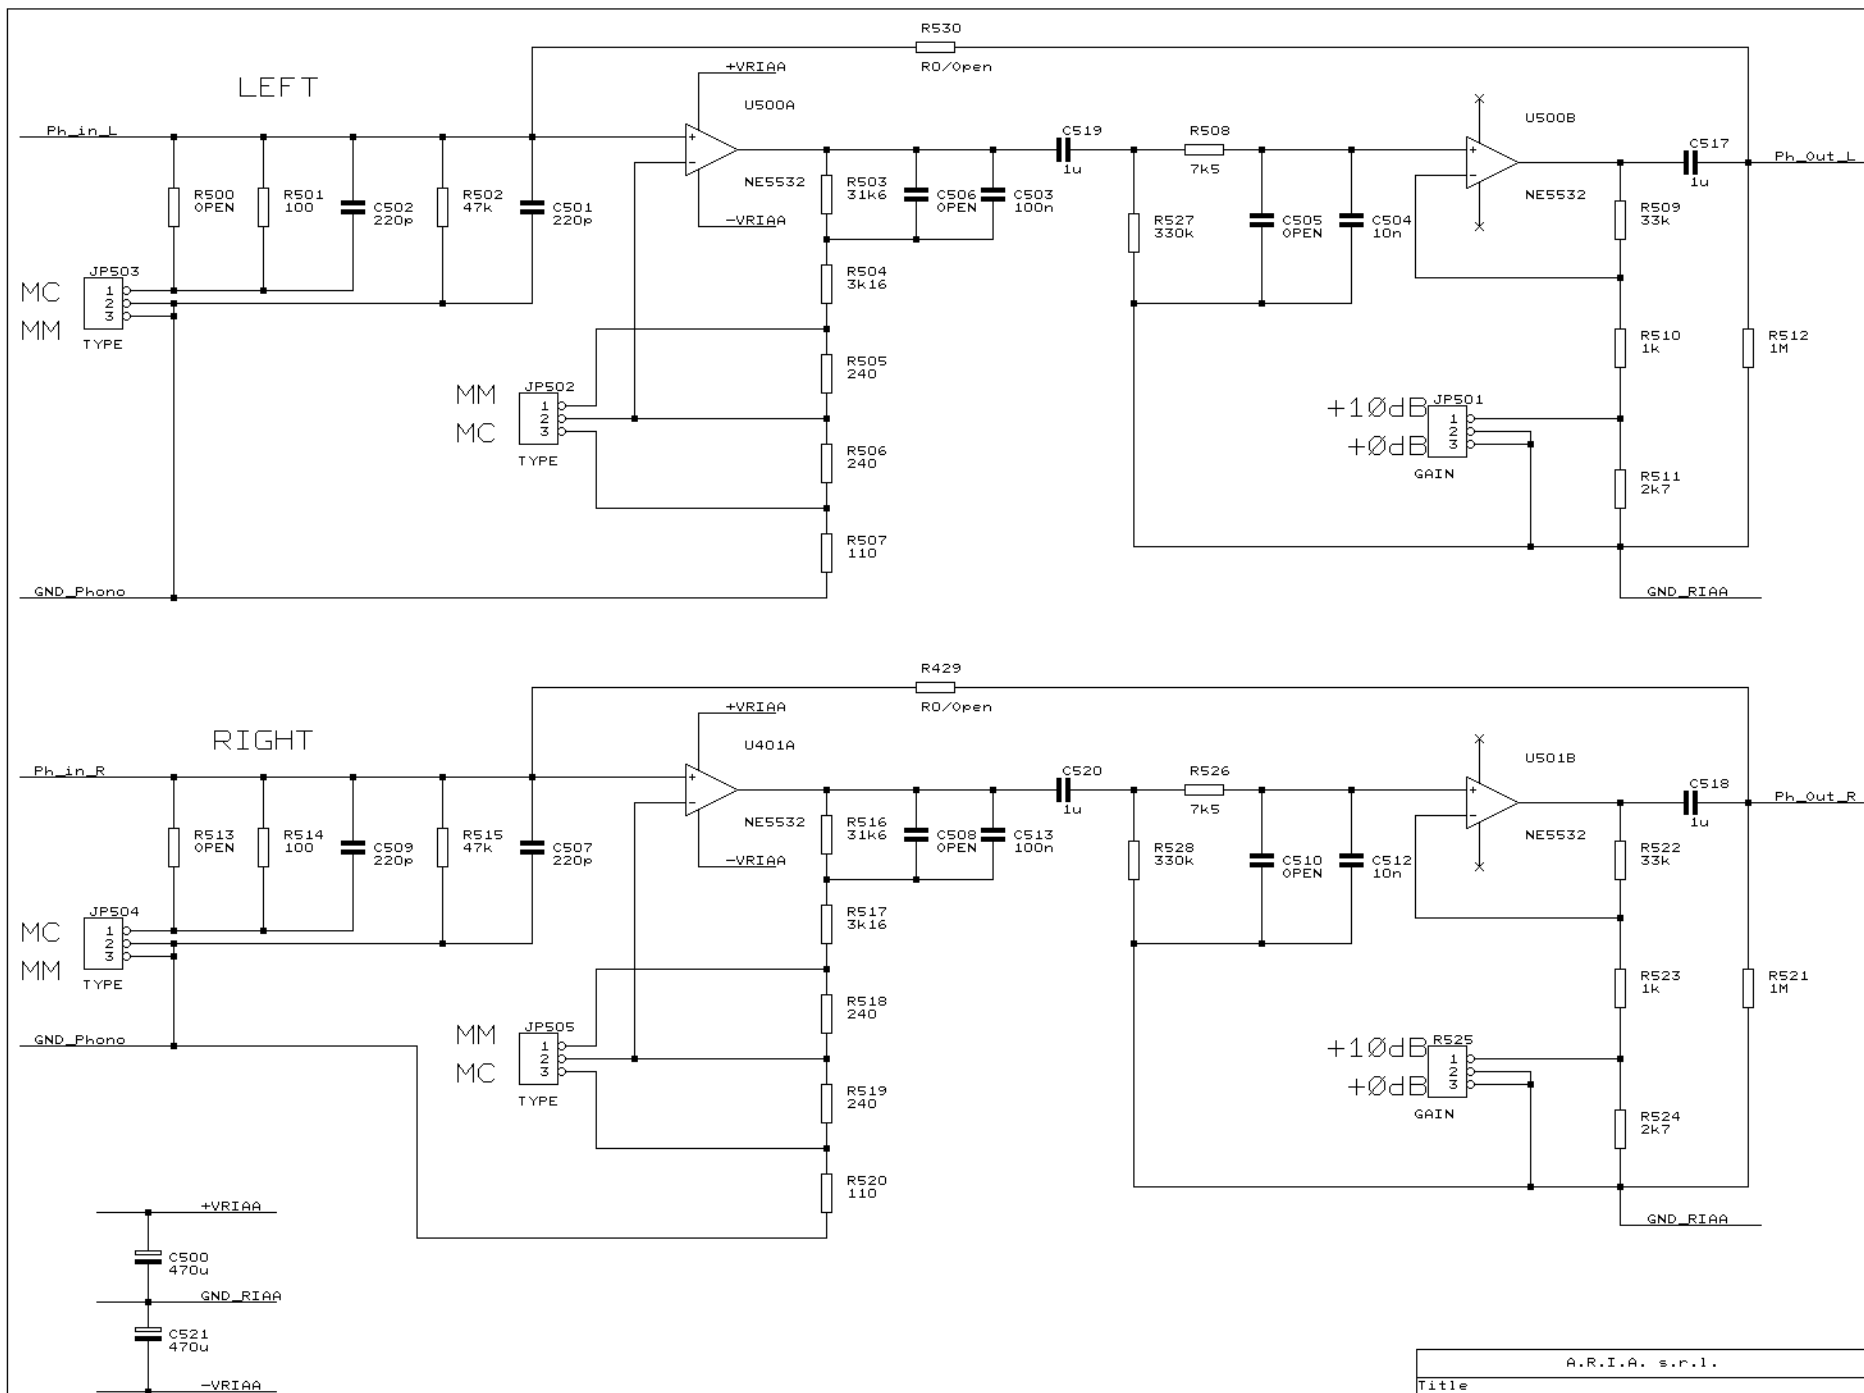 R530
R0/Open
LEFT
+VRIAA
U500A
Ph_in_L
+
-
NE5532
-VRIAA
R500
OPEN
R501
100
C502
220p
R502
47k
C501
220p
JP503
MC
MM
1
2
3
TYPE
R503
31k6
C506
OPEN
C503
100n
R504
3k16
R505
240
MM
MC
JP502
1
2
3
TYPE
R506
240
R507
110
GND_Phono
C519
1u
R508
7k5
R527
330k
C505
OPEN
C504
10n
U500B
+
-
NE5532
C517
1u
Ph_Out_L
R509
33k
R510
1k
R512
1M
+10dB
+0dB
JP501
1
2
3
GAIN
R511
2k7
GND_RIAA
R429
R0/Open
RIGHT
+VRIAA
U401A
Ph_in_R
+
-
NE5532
-VRIAA
R513
OPEN
R514
100
C509
220p
R515
47k
C507
220p
JP504
MC
MM
1
2
3
TYPE
R516
31k6
C508
OPEN
C513
100n
R517
3k16
R518
240
MM
MC
JP505
1
2
3
TYPE
R519
240
R520
110
GND_Phono
C520
1u
R526
7k5
R528
330k
C510
OPEN
C512
10n
U501B
+
-
NE5532
C518
1u
Ph_Out_R
R522
33k
R523
1k
R521
1M
+10dB
+0dB
R525
1
2
3
GAIN
R524
2k7
GND_RIAA
+VRIAA
C500
470u
GND_RIAA
C521
470u
-VRIAA
A.R.I.A. s.r.l.
Title